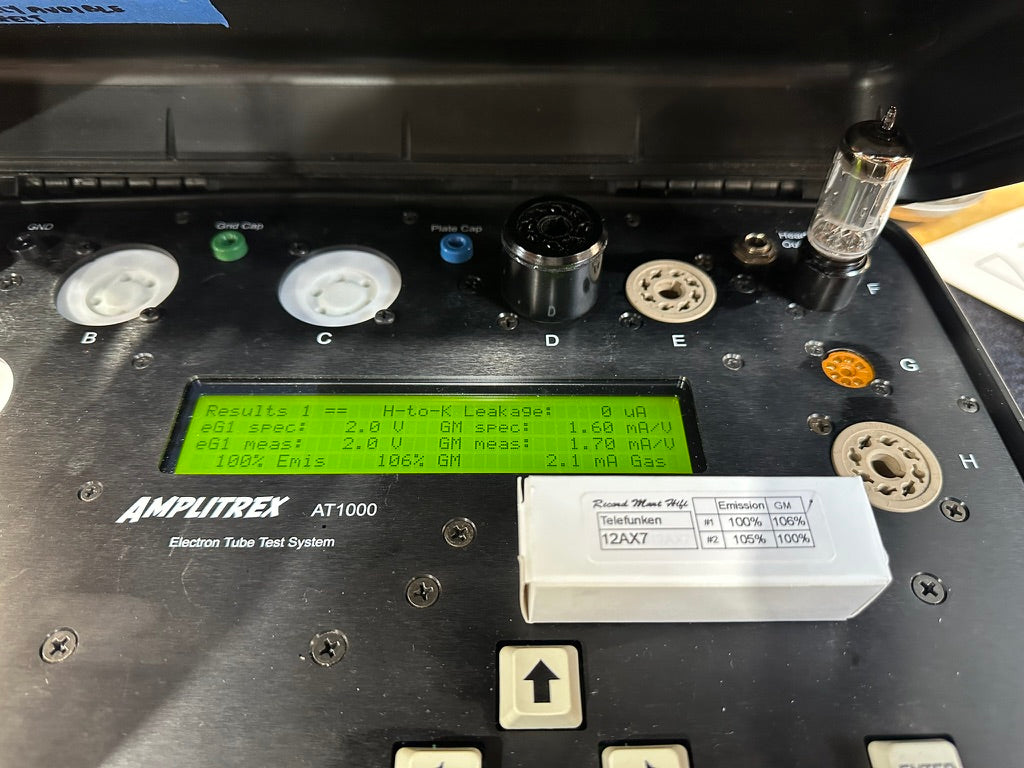 GND
Grid Cap
Plate Cap
B
C
D
D
E
F
G
H
Results 1 == H-to-K Leakage: 0 uA
eG1 spec: 2.0 V GM spec: 1.60 mA/V
eG1 meas: 2.0 V GM meas: 1.70 mA/V
100% Emis 106% GM 2.1 mA Gas
AMPLITREX AT1000
Electron Tube Test System
Record Mart Hifi Emission GM
Telefunken #1 100% 106%
12AX7 #2 105% 100%
ENTER